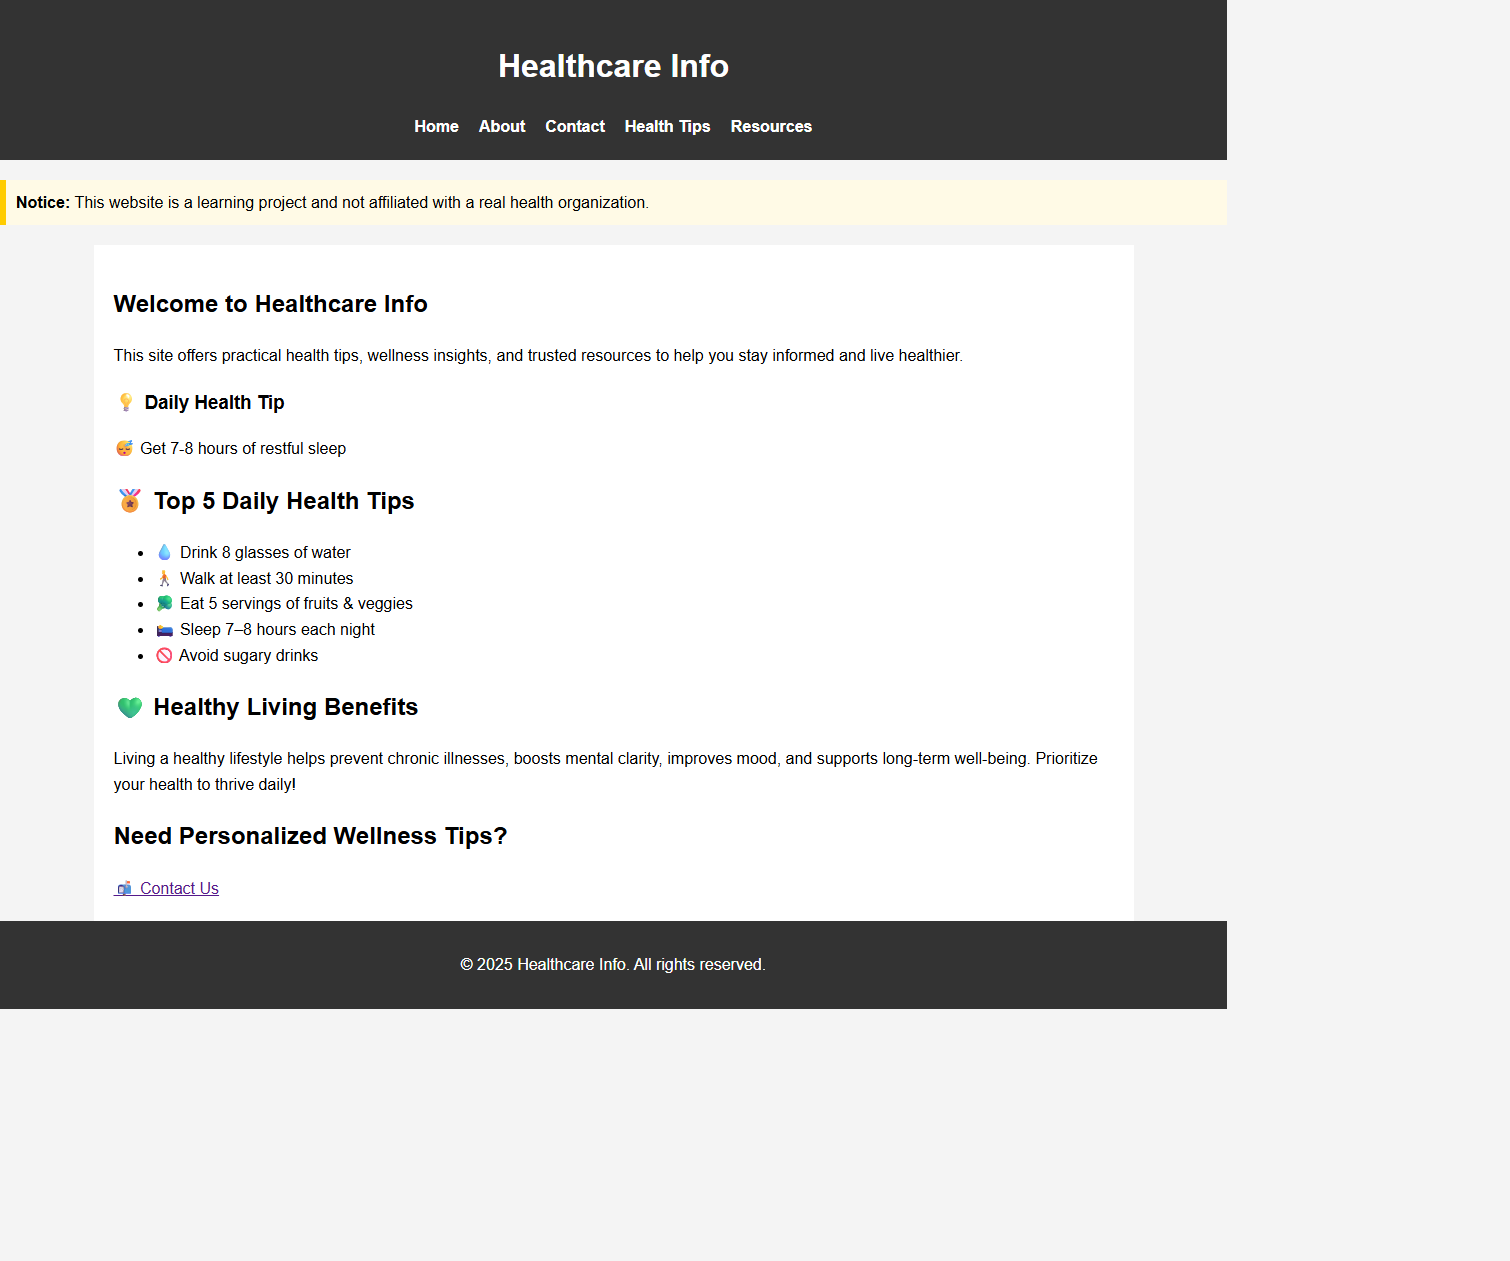 Healthcare Info
Home About Contact Health Tips Resources
Notice: This website is a learning project and not affiliated with a real health organization.
Welcome to Healthcare Info
This site offers practical health tips, wellness insights, and trusted resources to help you stay informed and live healthier.
💡 Daily Health Tip
😴 Get 7-8 hours of restful sleep
🏅 Top 5 Daily Health Tips
• 💧 Drink 8 glasses of water
• 🚶 Walk at least 30 minutes
• 🥦 Eat 5 servings of fruits & veggies
• 🛌 Sleep 7–8 hours each night
• 🚫 Avoid sugary drinks
💚 Healthy Living Benefits
Living a healthy lifestyle helps prevent chronic illnesses, boosts mental clarity, improves mood, and supports long-term well-being. Prioritize
your health to thrive daily!
Need Personalized Wellness Tips?
📬 Contact Us
© 2025 Healthcare Info. All rights reserved.